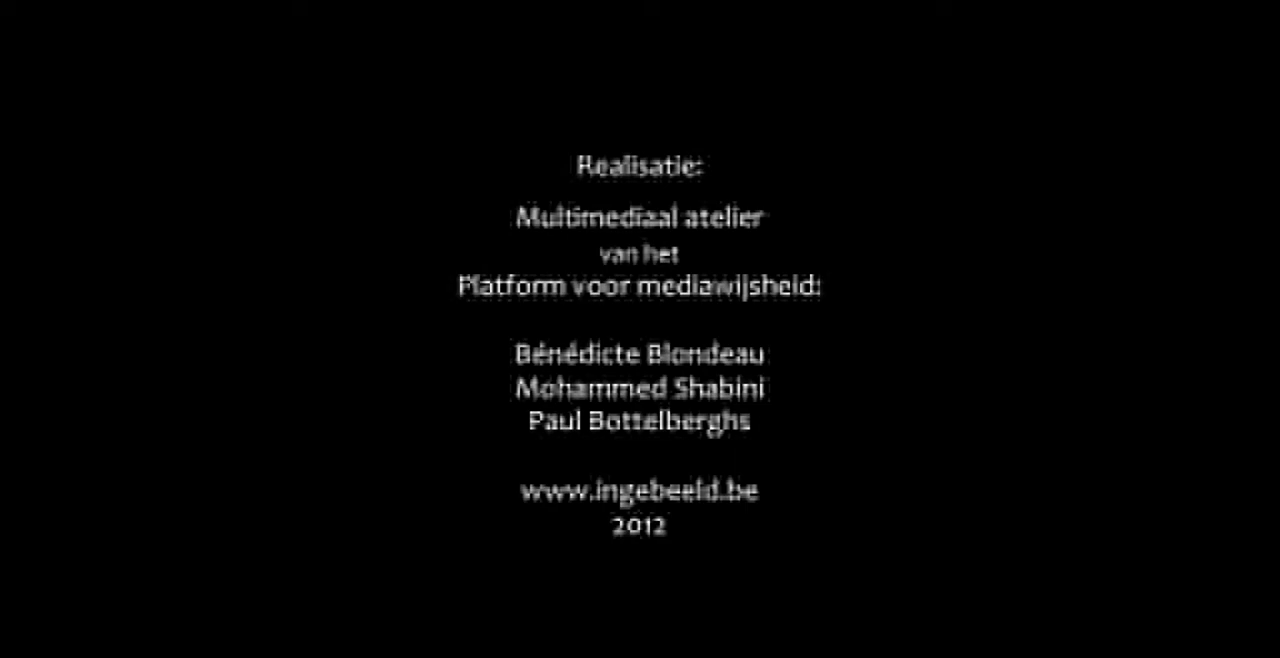 Realisatie:
Multimediaal atelier
van het
Platform voor mediawijsheid:
Bénédicte Blondeau
Mohammed Shabini
Paul Bottelberghs
www.ingebeeld.be
2012